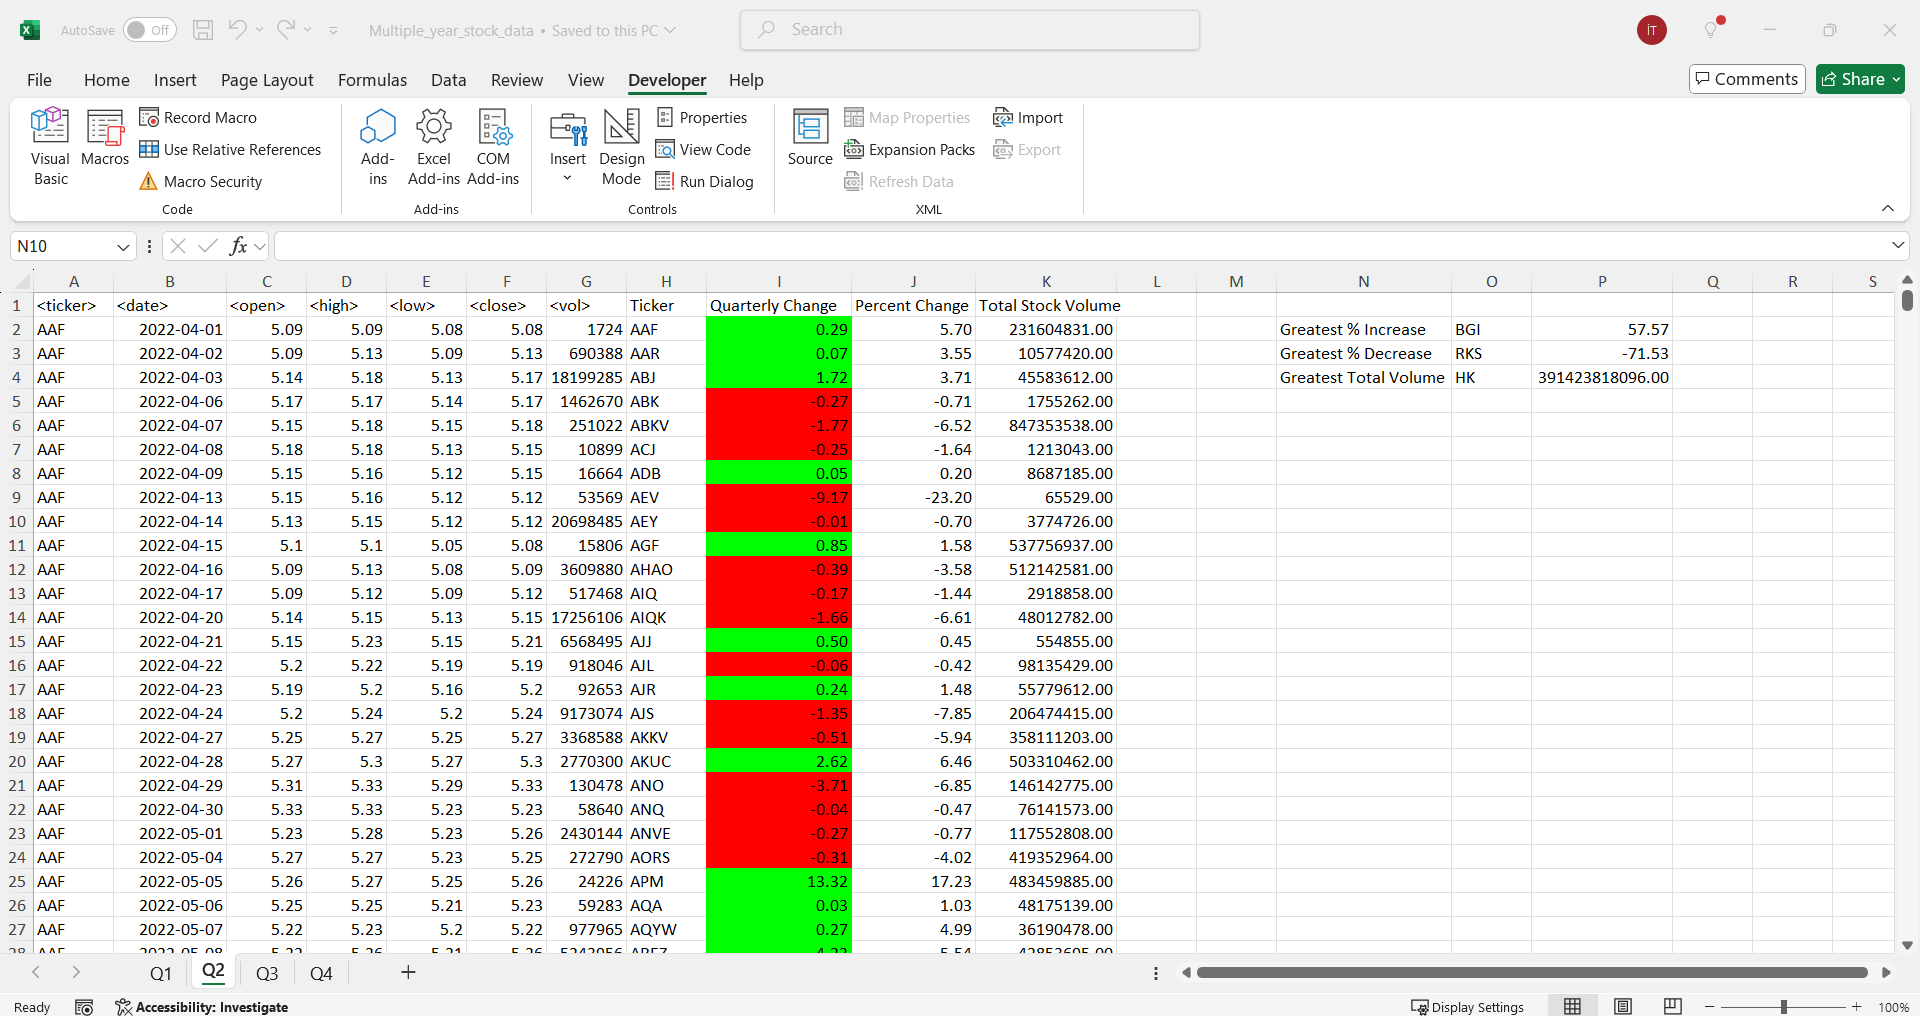 AutoSave Off Multiple_year_stock_data • Saved to this PC Search İT
File Home Insert Page Layout Formulas Data Review View Developer Help Comments Share
Visual Basic Macros Record Macro Use Relative References Macro Security Code
Add-ins Excel Add-ins COM Add-ins Add-ins
Insert Design Mode Properties View Code Run Dialog Controls
Source Map Properties Expansion Packs Refresh Data Import Export XML
N10 fx
A B C D E F G H I J K L M N O P Q R S
1 <ticker> <date> <open> <high> <low> <close> <vol> Ticker Quarterly Change Percent Change Total Stock Volume
2 AAF 2022-04-01 5.09 5.09 5.08 5.08 1724 AAF 0.29 5.70 231604831.00 Greatest % Increase BGI 57.57
3 AAF 2022-04-02 5.09 5.13 5.09 5.13 690388 AAR 0.07 3.55 10577420.00 Greatest % Decrease RKS -71.53
4 AAF 2022-04-03 5.14 5.18 5.13 5.17 18199285 ABJ 1.72 3.71 45583612.00 Greatest Total Volume HK 391423818096.00
5 AAF 2022-04-06 5.17 5.17 5.14 5.17 1462670 ABK -0.27 -0.71 1755262.00
6 AAF 2022-04-07 5.15 5.18 5.15 5.18 251022 ABKV -1.77 -6.52 847353538.00
7 AAF 2022-04-08 5.18 5.18 5.13 5.15 10899 ACJ -0.25 -1.64 1213043.00
8 AAF 2022-04-09 5.15 5.16 5.12 5.15 16664 ADB 0.05 0.20 8687185.00
9 AAF 2022-04-13 5.15 5.16 5.12 5.12 53569 AEV -9.17 -23.20 65529.00
10 AAF 2022-04-14 5.13 5.15 5.12 5.12 20698485 AEY -0.01 -0.70 3774726.00
11 AAF 2022-04-15 5.1 5.1 5.05 5.08 15806 AGF 0.85 1.58 537756937.00
12 AAF 2022-04-16 5.09 5.13 5.08 5.09 3609880 AHAO -0.39 -3.58 512142581.00
13 AAF 2022-04-17 5.09 5.12 5.09 5.12 517468 AIQ -0.17 -1.44 2918858.00
14 AAF 2022-04-20 5.14 5.15 5.13 5.15 17256106 AIQK -1.66 -6.61 48012782.00
15 AAF 2022-04-21 5.15 5.23 5.15 5.21 6568495 AJJ 0.50 0.45 554855.00
16 AAF 2022-04-22 5.2 5.22 5.19 5.19 918046 AJL -0.06 -0.42 98135429.00
17 AAF 2022-04-23 5.19 5.2 5.16 5.2 92653 AJR 0.24 1.48 55779612.00
18 AAF 2022-04-24 5.2 5.24 5.2 5.24 9173074 AJS -1.35 -7.85 206474415.00
19 AAF 2022-04-27 5.25 5.27 5.25 5.27 3368588 AKKV -0.51 -5.94 358111203.00
20 AAF 2022-04-28 5.27 5.3 5.27 5.3 2770300 AKUC 2.62 6.46 503310462.00
21 AAF 2022-04-29 5.31 5.33 5.29 5.33 130478 ANO -3.71 -6.85 146142775.00
22 AAF 2022-04-30 5.33 5.33 5.23 5.23 58640 ANQ -0.04 -0.47 76141573.00
23 AAF 2022-05-01 5.23 5.28 5.23 5.26 2430144 ANVE -0.27 -0.77 117552808.00
24 AAF 2022-05-04 5.27 5.27 5.23 5.25 272790 AORS -0.31 -4.02 419352964.00
25 AAF 2022-05-05 5.26 5.27 5.25 5.26 24226 APM 13.32 17.23 483459885.00
26 AAF 2022-05-06 5.25 5.25 5.21 5.23 59283 AQA 0.03 1.03 48175139.00
27 AAF 2022-05-07 5.22 5.23 5.2 5.22 977965 AQYW 0.27 4.99 36190478.00
Q1 Q2 Q3 Q4
Ready Accessibility: Investigate Display Settings 100%